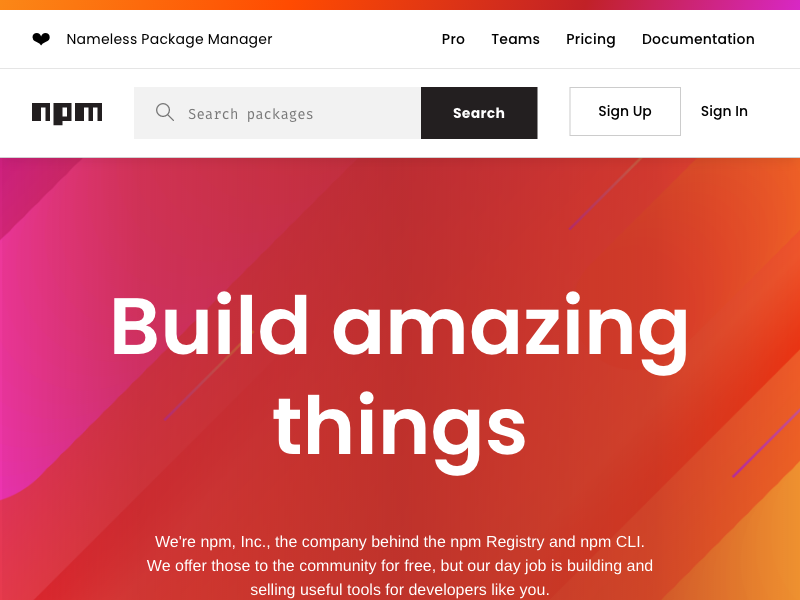 ❤ Nameless Package Manager
Pro Teams Pricing Documentation
npm
Search packages
Search
Sign Up
Sign In
Build amazing
things
We're npm, Inc., the company behind the npm Registry and npm CLI.
We offer those to the community for free, but our day job is building and
selling useful tools for developers like you.